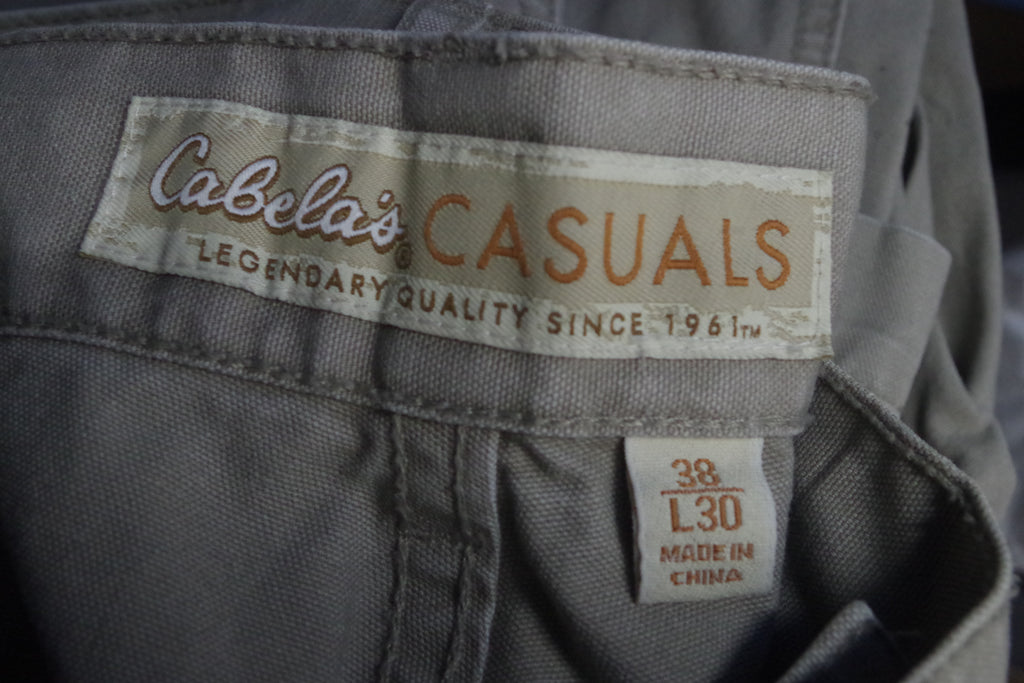 Cabela's® CASUALS
LEGENDARY QUALITY SINCE 1961™
38
L30
MADE IN
CHINA